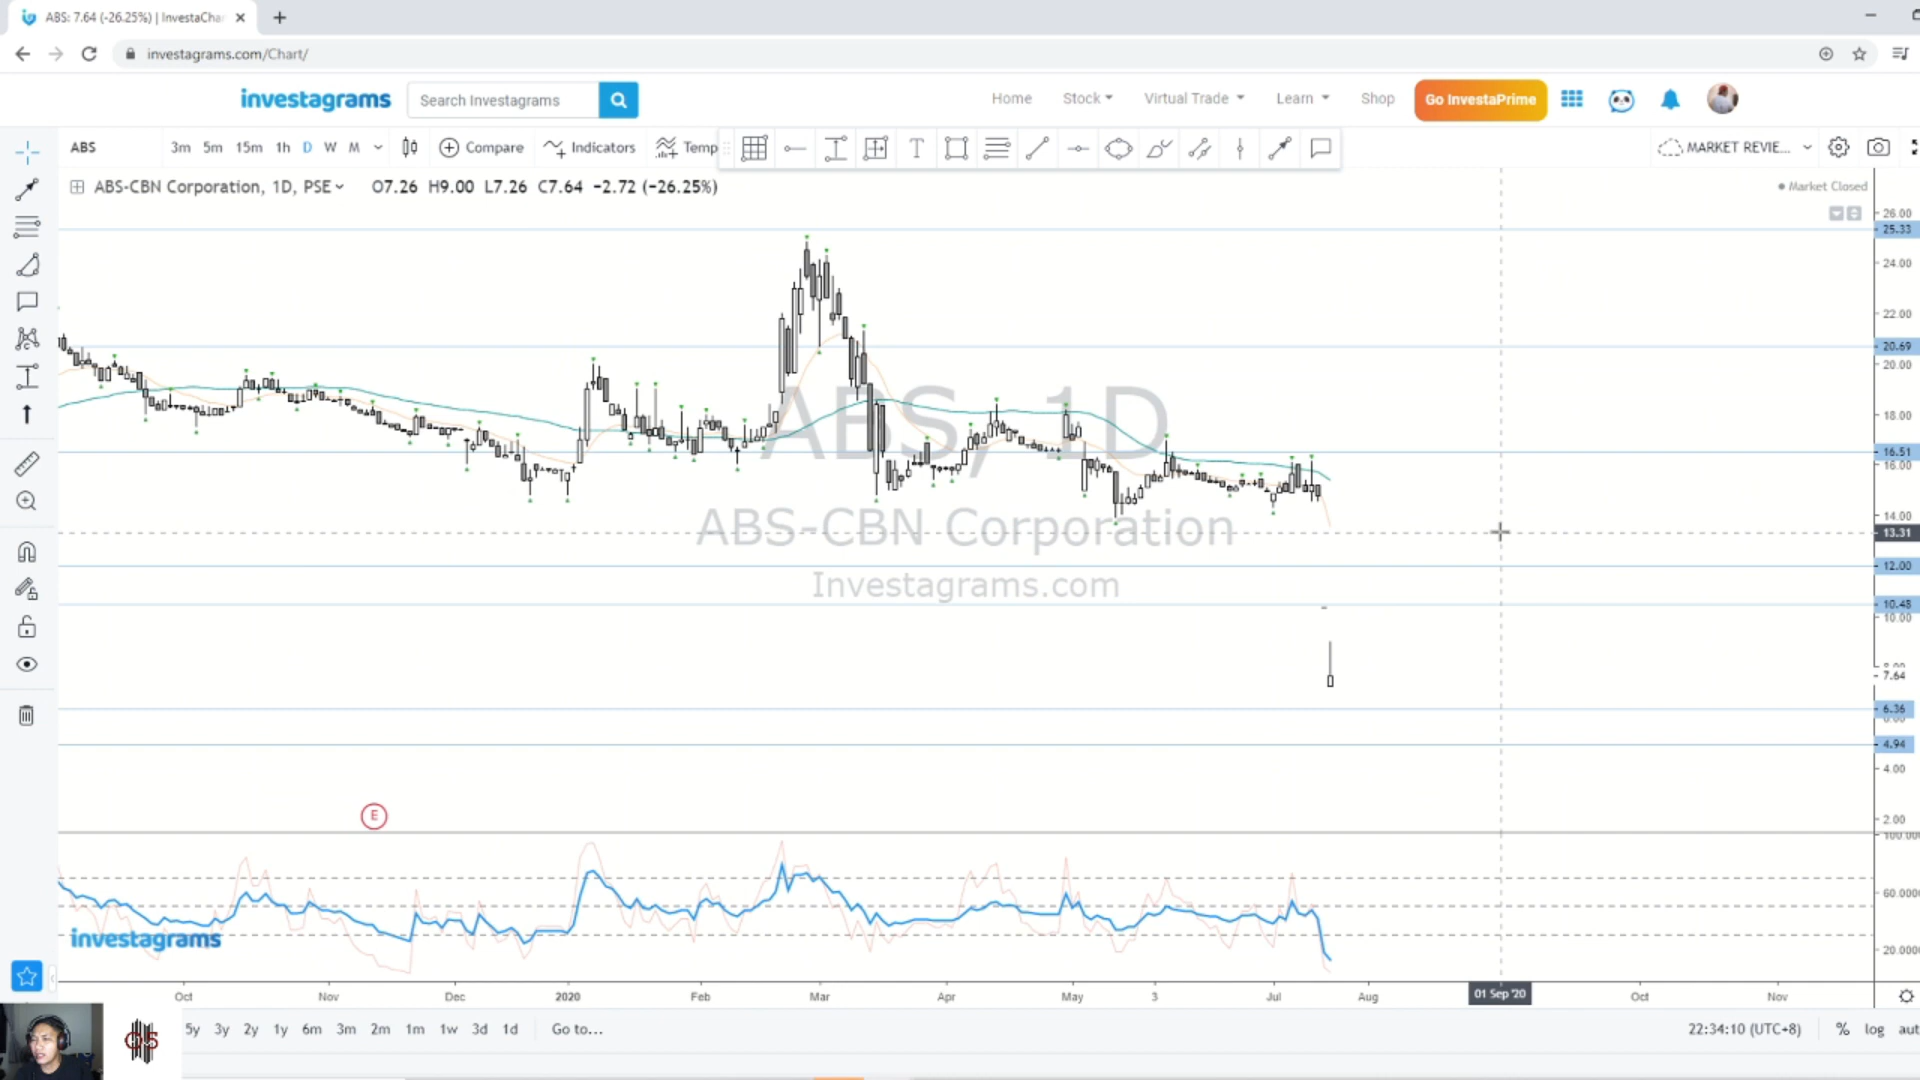 ABS: 7.64 (-26.25%) | InvestaChar
investagrams.com/Chart/
investagrams
Search Investagrams
Home
Stock
Virtual Trade
Learn
Shop
Go InvestaPrime
ABS
3m 5m 15m 1h D W M
Compare
Indicators
Temp
MARKET REVIE...
ABS-CBN Corporation, 1D, PSE
O7.26 H9.00 L7.26 C7.64 −2.72 (−26.25%)
Market Closed
26.00
25.33
24.00
22.00
20.69
20.00
18.00
16.51
16.00
14.00
13.31
12.00
10.48
10.00
7.64
6.36
4.94
4.00
2.00
ABS, 1D
ABS-CBN Corporation
Investagrams.com
E
60.0000
20.0000
investagrams
Oct Nov Dec 2020 Feb Mar Apr May 3 Jul Aug 01 Sep '20 Oct Nov
5y 3y 2y 1y 6m 3m 2m 1m 1w 3d 1d
Go to...
22:34:10 (UTC+8)
% log aut